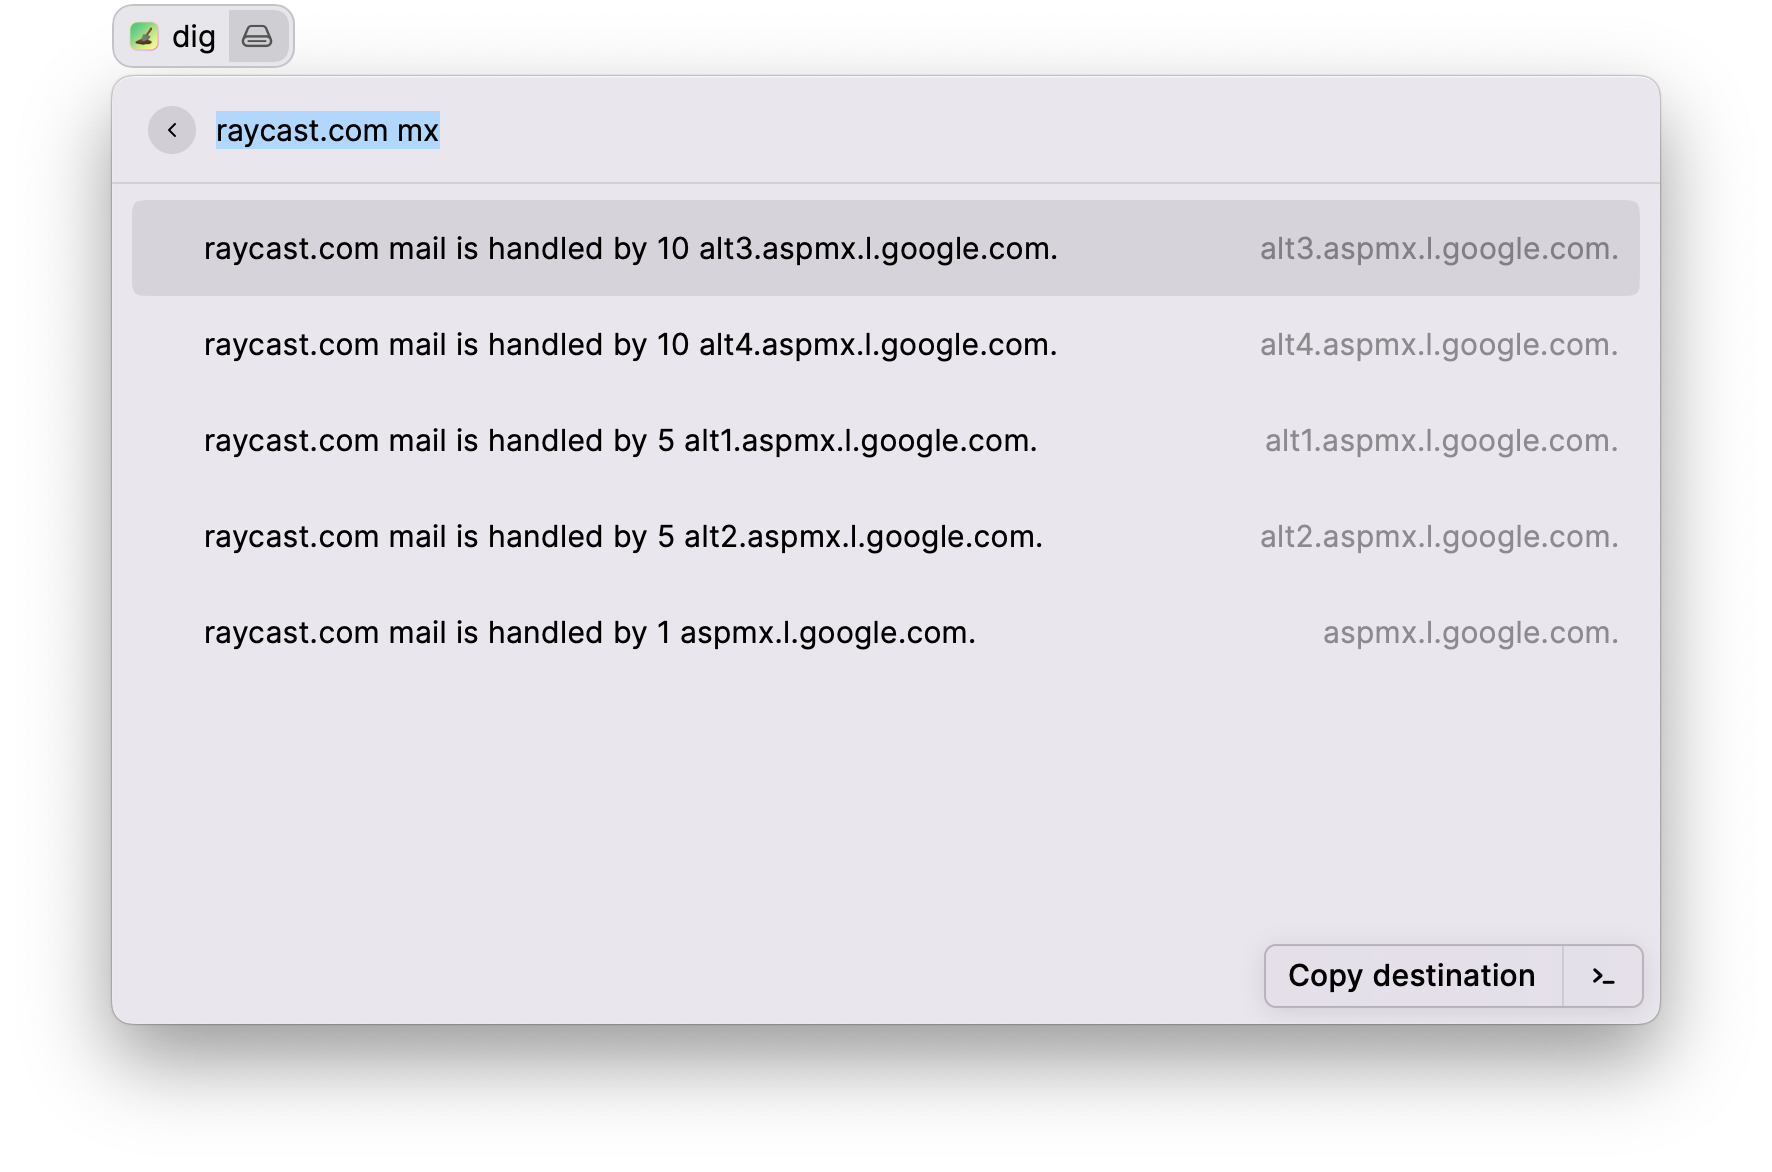 dig
raycast.com mx
raycast.com mail is handled by 10 alt3.aspmx.l.google.com. alt3.aspmx.l.google.com.
raycast.com mail is handled by 10 alt4.aspmx.l.google.com. alt4.aspmx.l.google.com.
raycast.com mail is handled by 5 alt1.aspmx.l.google.com. alt1.aspmx.l.google.com.
raycast.com mail is handled by 5 alt2.aspmx.l.google.com. alt2.aspmx.l.google.com.
raycast.com mail is handled by 1 aspmx.l.google.com. aspmx.l.google.com.
Copy destination